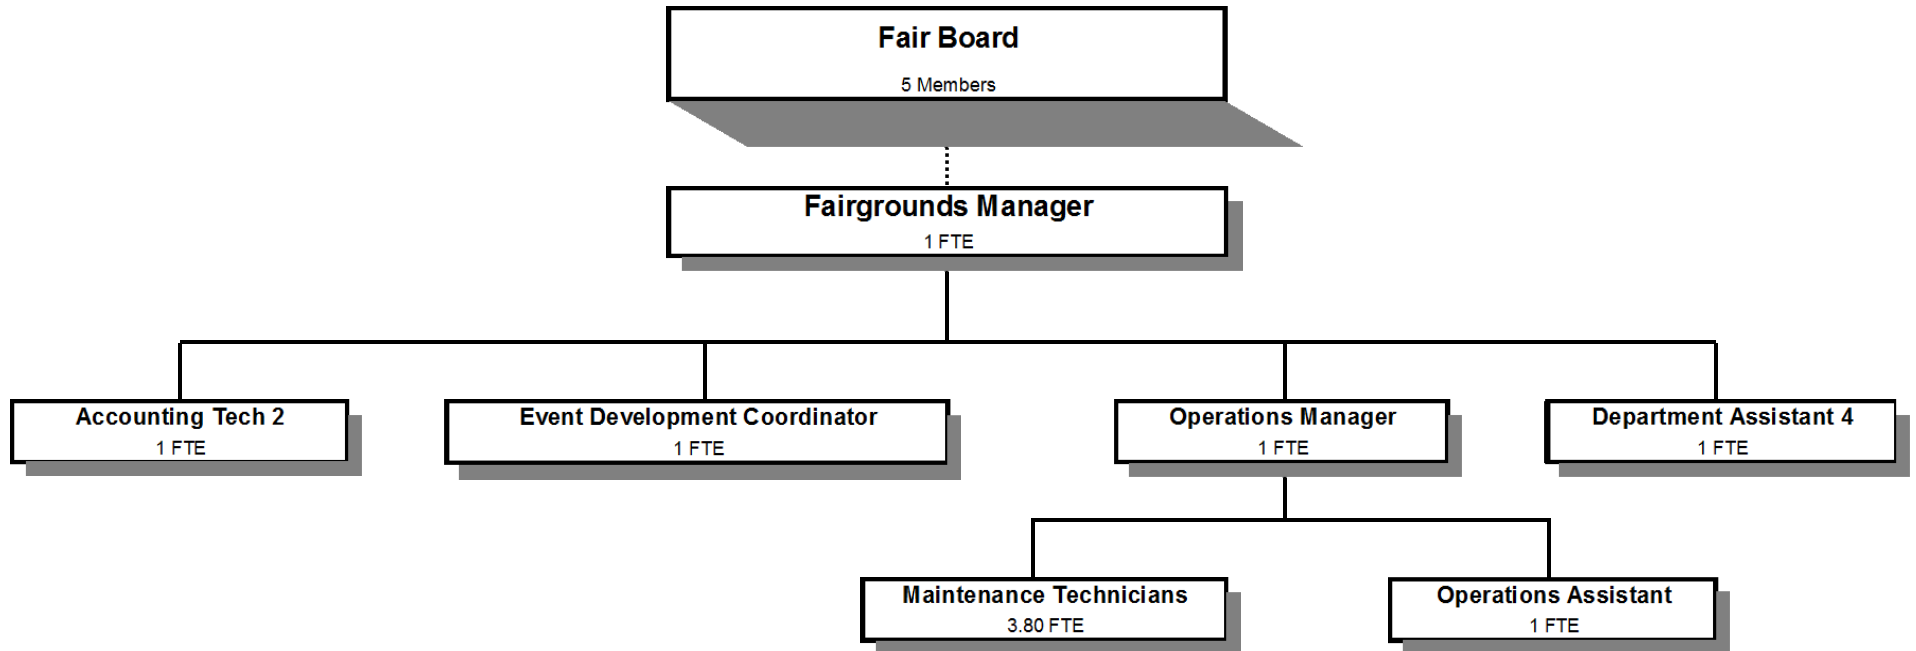 Fair Board
5 Members
Fairgrounds Manager
1 FTE
Accounting Tech 2
1 FTE
Event Development Coordinator
1 FTE
Operations Manager
1 FTE
Department Assistant 4
1 FTE
Maintenance Technicians
3.80 FTE
Operations Assistant
1 FTE